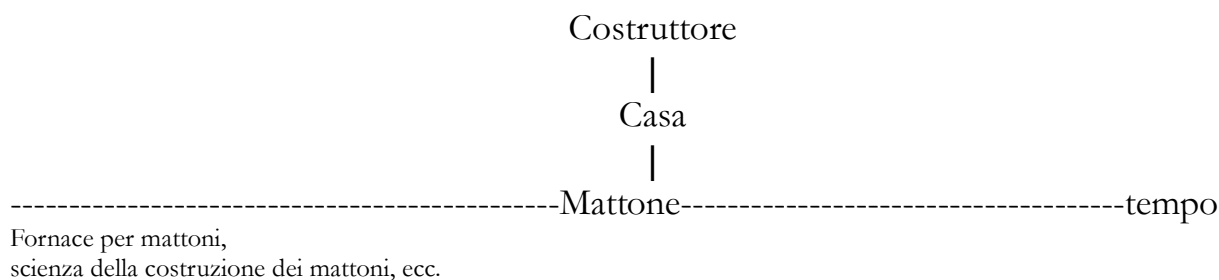 Costruttore
|
Casa
|
-----------------------------------------------Mattone--------------------------------------tempo
Fornace per mattoni,
scienza della costruzione dei mattoni, ecc.